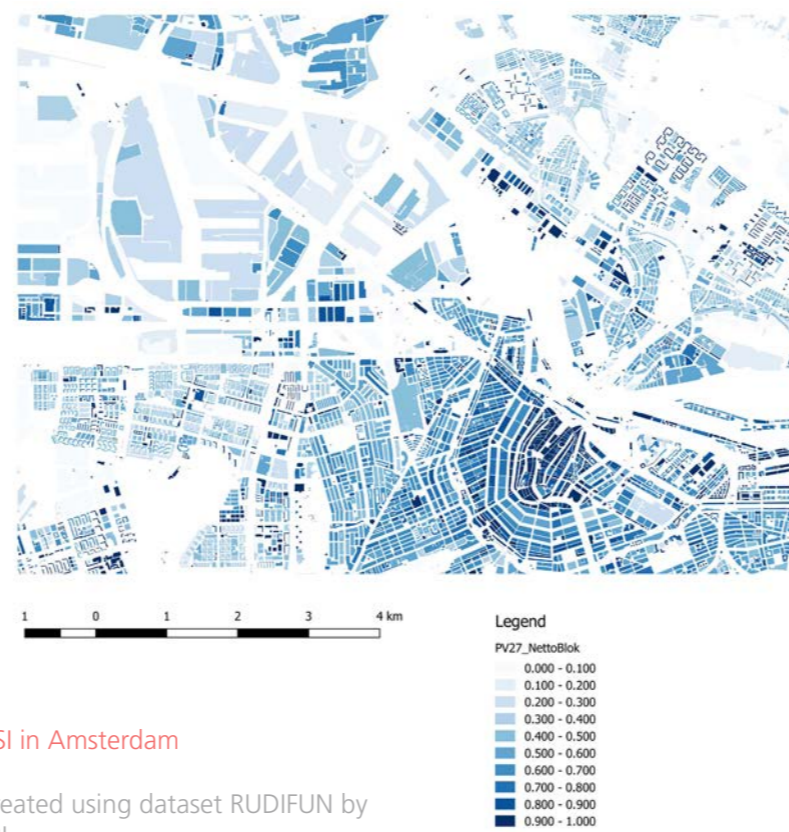 1 0 1 2 3 4 km
Legend
PV27_NettoBlok
0.000 - 0.100
0.100 - 0.200
0.200 - 0.300
0.300 - 0.400
0.400 - 0.500
0.500 - 0.600
0.600 - 0.700
0.700 - 0.800
0.800 - 0.900
0.900 - 1.000
in Amsterdam
using dataset RUDIFUN by